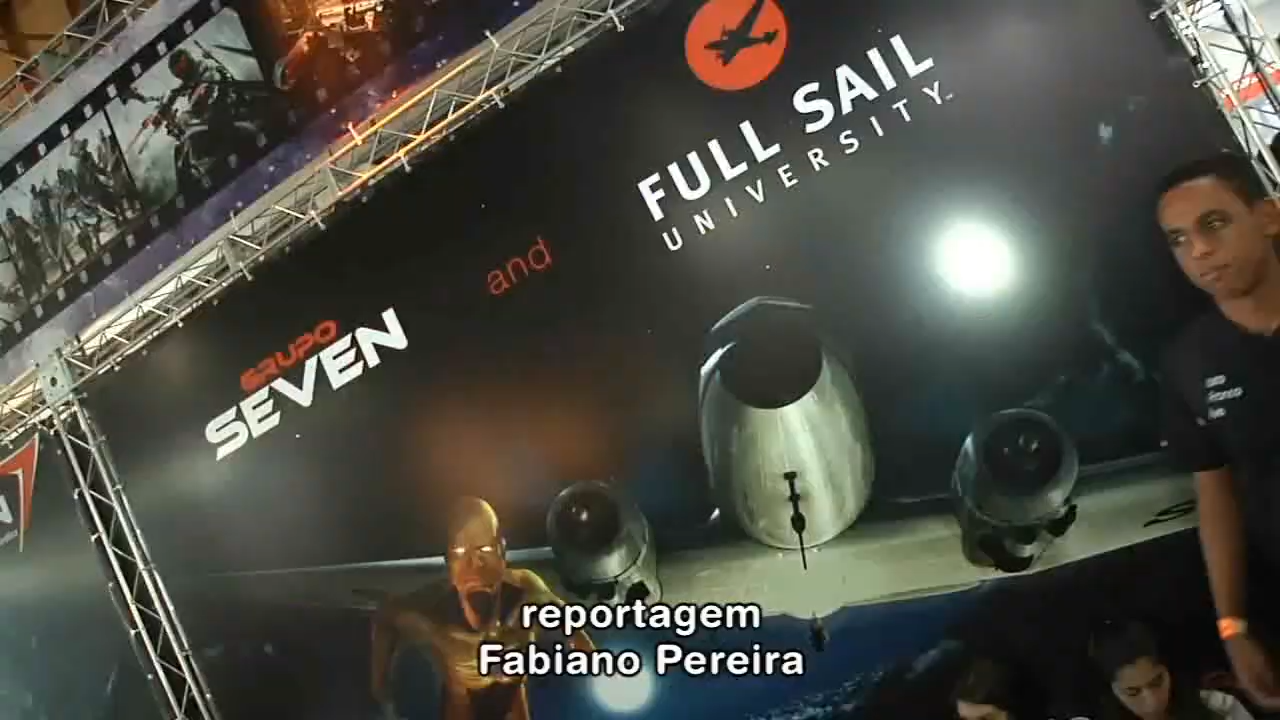 FULL SAIL
UNIVERSITY
and
GRUPO
SEVEN
reportagem
Fabiano Pereira